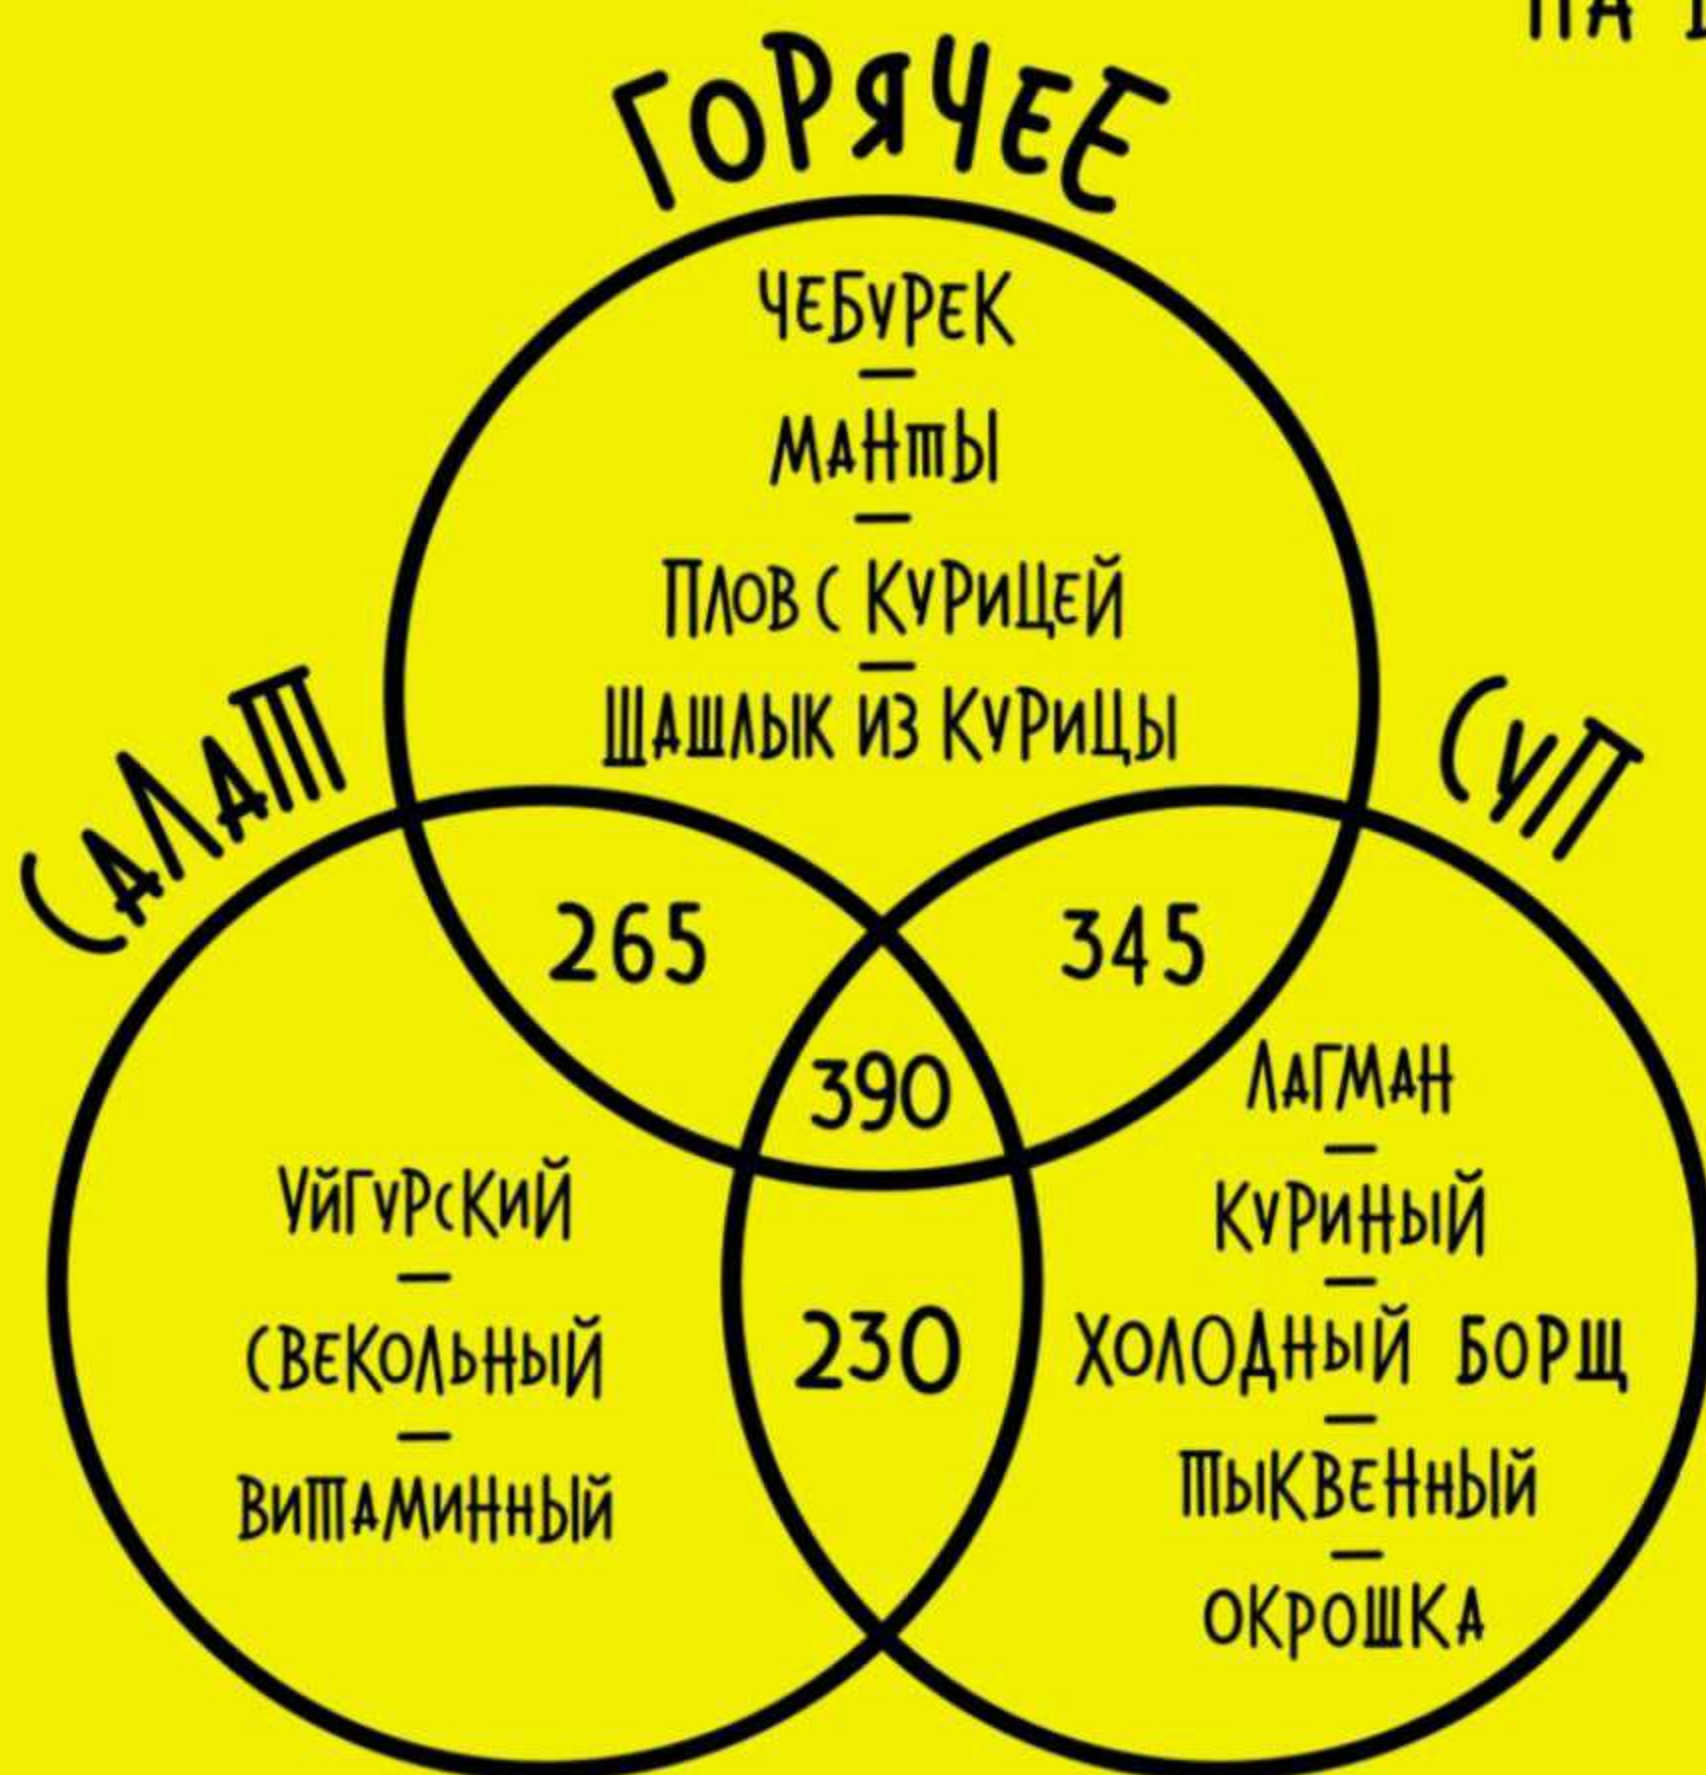 ГОРЯЧЕЕ
ЧЕБУРЕК
—
МАНТЫ
—
ПЛОВ С КУРИЦЕЙ
—
ШАШЛЫК ИЗ КУРИЦЫ
САЛАТ
СУП
265
345
390
230
УЙГУРСКИЙ
—
СВЕКОЛЬНЫЙ
—
ВИТАМИННЫЙ
ЛАГМАН
—
КУРИНЫЙ
—
ХОЛОДНЫЙ БОРЩ
—
ТЫКВЕННЫЙ
—
ОКРОШКА